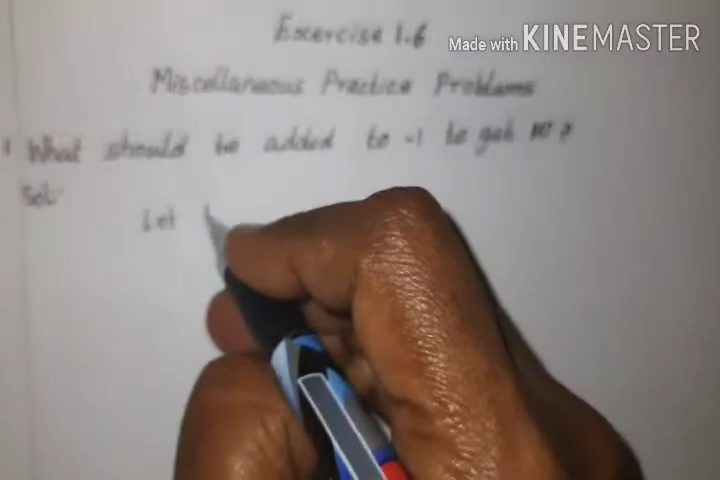 Exercise 1.6
Made with KINEMASTER
Miscellaneous Practice Problems
1 What should be added to -1 to get 10?
Sol:
Let